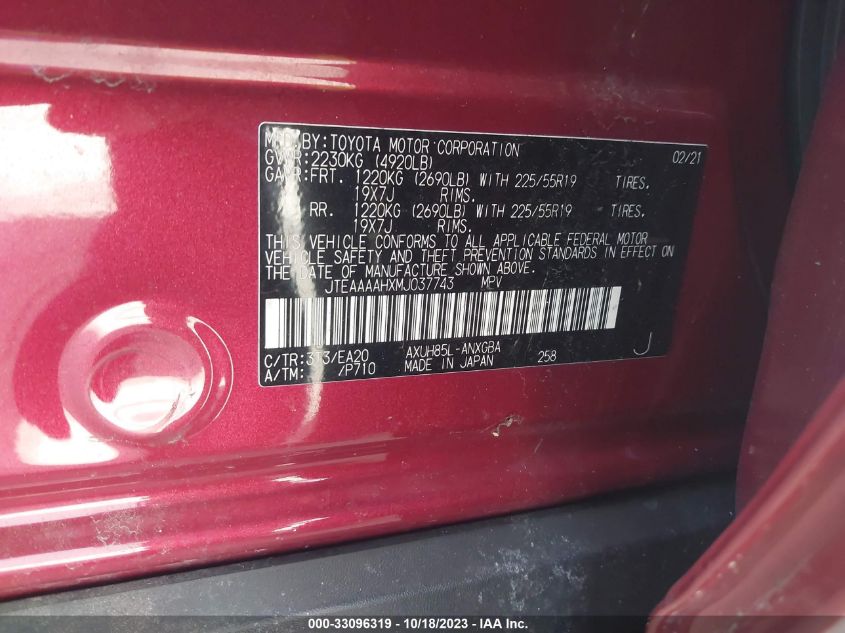 MFD.BY:TOYOTA MOTOR CORPORATION 02/21
GVWR:2230KG (4920LB)
GAWR:FRT. 1220KG (2690LB) WITH 225/55R19 TIRES.
19X7J RIMS.
RR. 1220KG (2690LB) WITH 225/55R19 TIRES.
19X7J RIMS.
THIS VEHICLE CONFORMS TO ALL APPLICABLE FEDERAL MOTOR
VEHICLE SAFETY AND THEFT PREVENTION STANDARDS IN EFFECT ON
THE DATE OF MANUFACTURE SHOWN ABOVE.
JTEAAAAHXMJ037743 MPV
C/TR:3T3/EA20 AXUH85L-ANXGBA
A/TM: /P710 MADE IN JAPAN 258 J
000-33096319 - 10/18/2023 - IAA